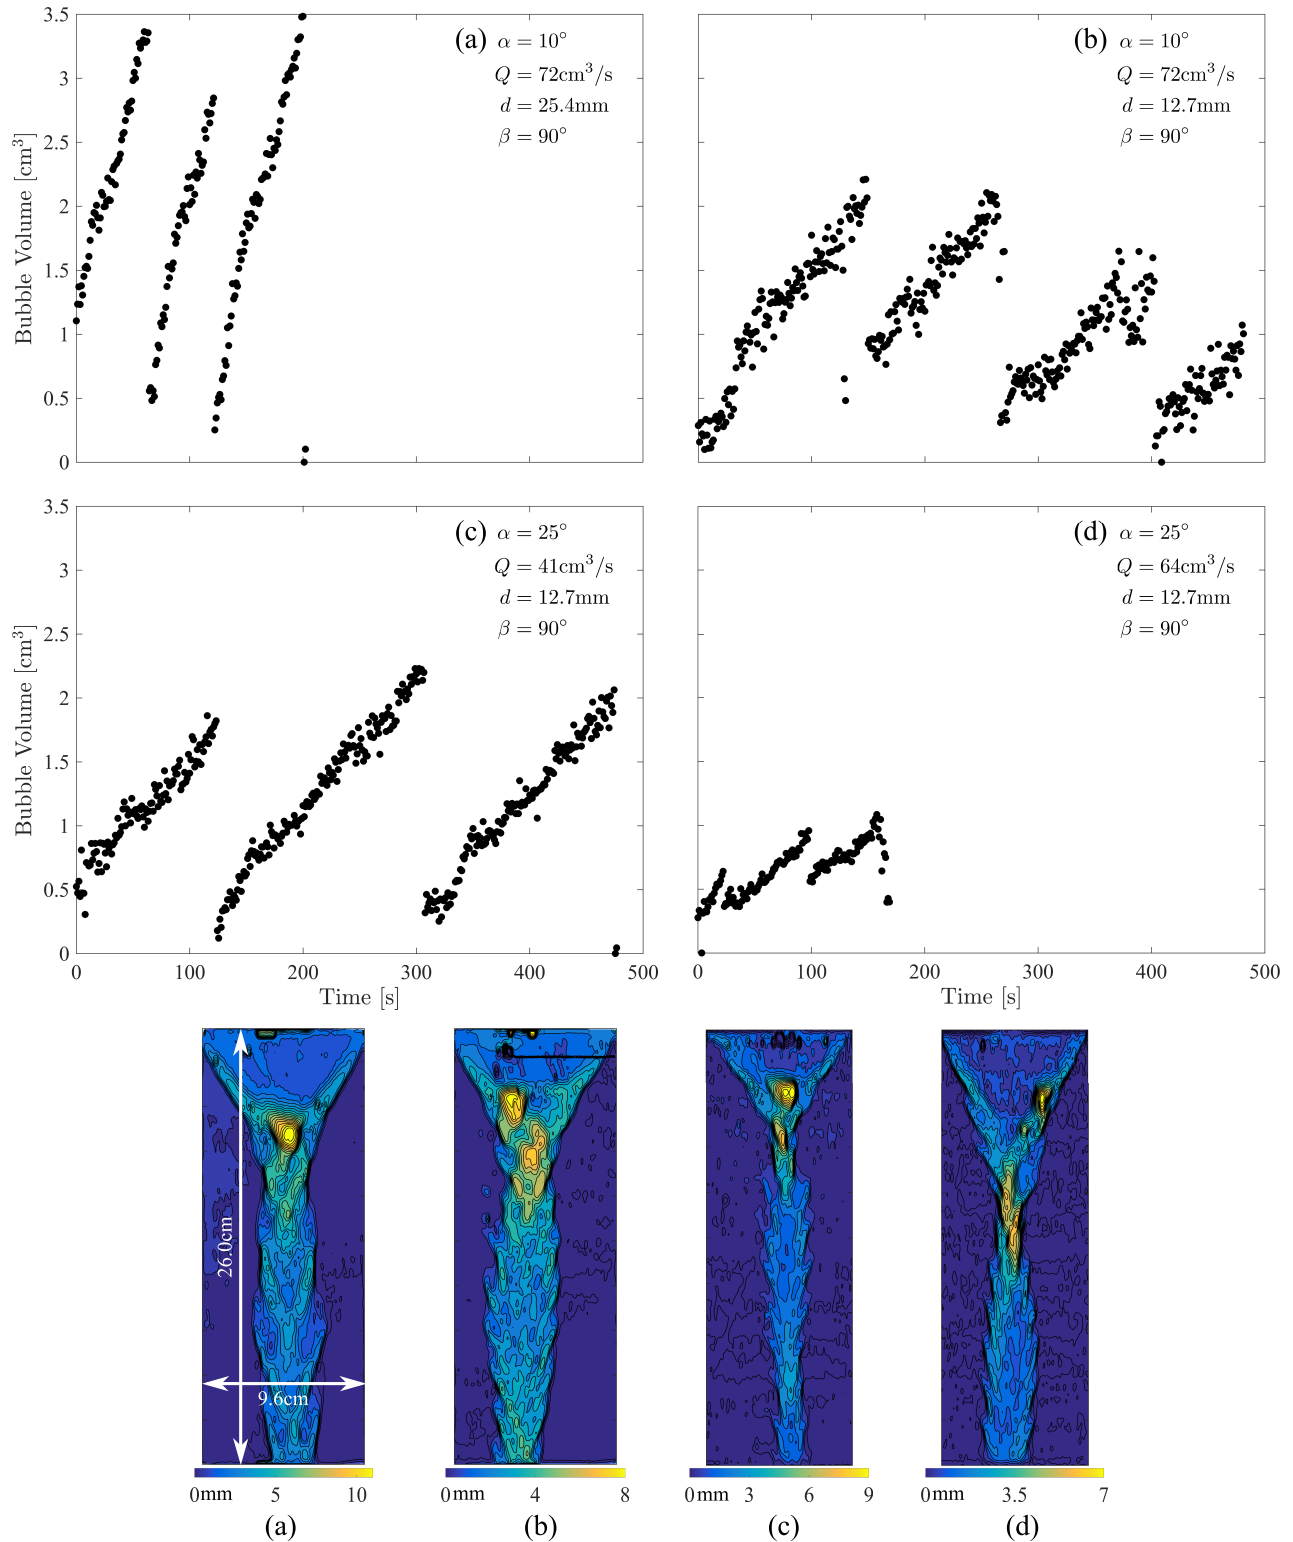 3.5
3
2.5
2
1.5
1
0.5
0
Bubble Volume [cm³]
(a) α = 10°
Q = 72cm³/s
d = 25.4mm
β = 90°
(b) α = 10°
Q = 72cm³/s
d = 12.7mm
β = 90°
3.5
3
2.5
2
1.5
1
0.5
0
Bubble Volume [cm³]
(c) α = 25°
Q = 41cm³/s
d = 12.7mm
β = 90°
0 100 200 300 400 500
Time [s]
(d) α = 25°
Q = 64cm³/s
d = 12.7mm
β = 90°
0 100 200 300 400 500
Time [s]
26.0cm
9.6cm
0mm 5 10
0mm 4 8
0mm 3 6 9
0mm 3.5 7
(a) (b) (c) (d)